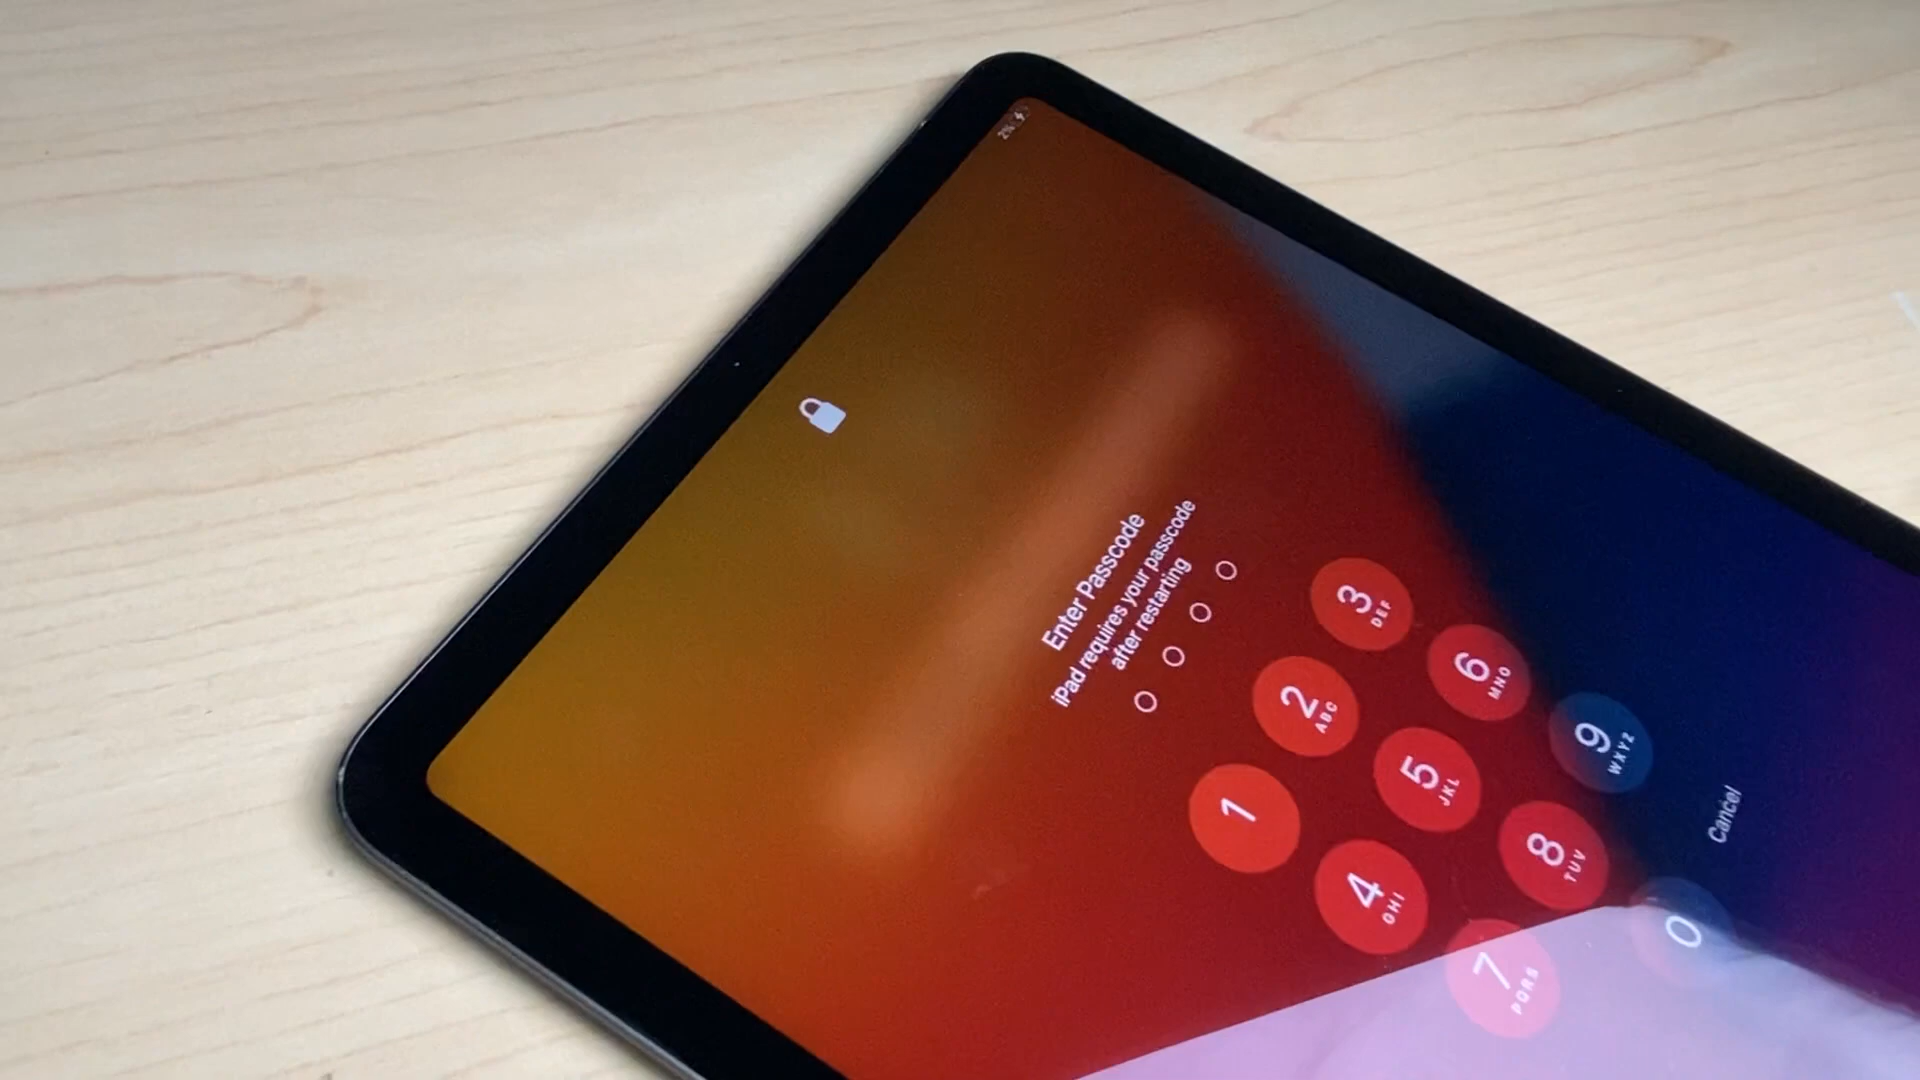 2%
Enter Passcode
iPad requires your passcode
after restarting
1
2
ABC
3
DEF
4
GHI
5
JKL
6
MNO
7
PQRS
8
TUV
9
WXYZ
0
Cancel